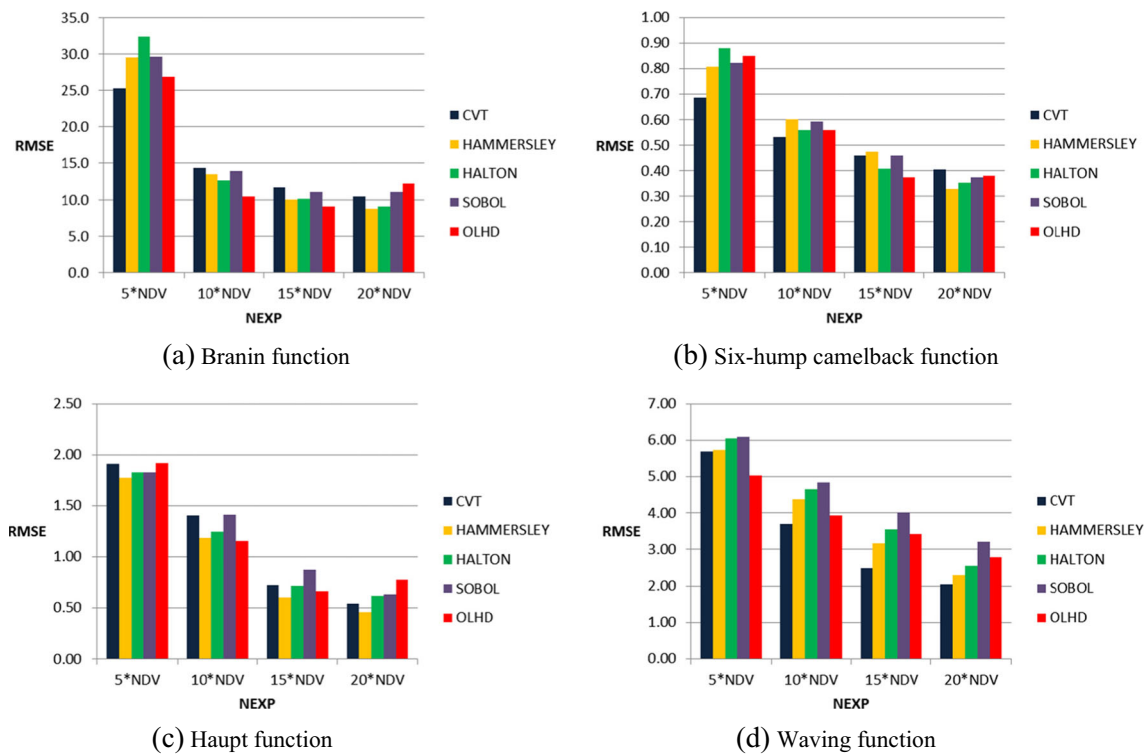 35.0
30.0
25.0
20.0
15.0
10.0
5.0
0.0
RMSE
5*NDV 10*NDV 15*NDV 20*NDV
NEXP
CVT
HAMMERSLEY
HALTON
SOBOL
OLHD
(a) Branin function
1.00
0.90
0.80
0.70
0.60
0.50
0.40
0.30
0.20
0.10
0.00
RMSE
5*NDV 10*NDV 15*NDV 20*NDV
NEXP
CVT
HAMMERSLEY
HALTON
SOBOL
OLHD
(b) Six-hump camelback function
2.50
2.00
1.50
1.00
0.50
0.00
RMSE
5*NDV 10*NDV 15*NDV 20*NDV
NEXP
CVT
HAMMERSLEY
HALTON
SOBOL
OLHD
(c) Haupt function
7.00
6.00
5.00
4.00
3.00
2.00
1.00
0.00
RMSE
5*NDV 10*NDV 15*NDV 20*NDV
NEXP
CVT
HAMMERSLEY
HALTON
SOBOL
OLHD
(d) Waving function